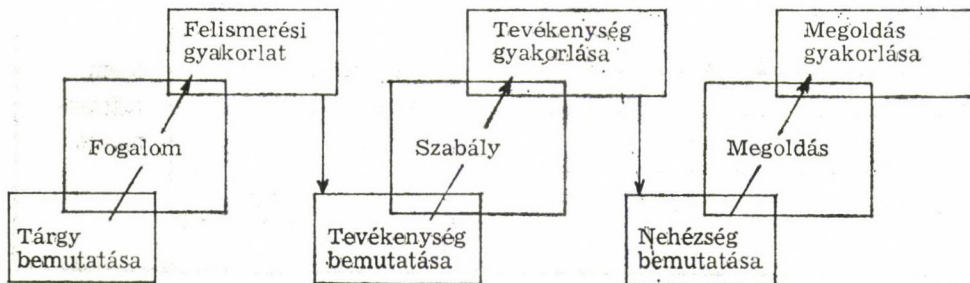 Felismerési
gyakorlat
Tevékenység
gyakorlása
Megoldás
gyakorlása
Fogalom
Szabály
Megoldás
Tárgy
bemutatása
Tevékenység
bemutatása
Nehézség
bemutatása